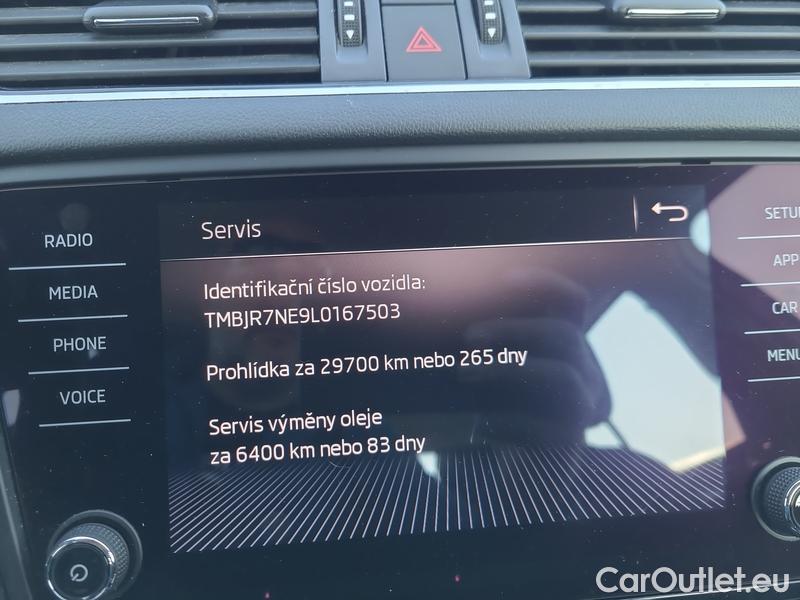 RADIO
MEDIA
PHONE
VOICE
Servis
Identifikační číslo vozidla:
TMBJR7NE9L0167503
Prohlídka za 29700 km nebo 265 dny
Servis výměny oleje
za 6400 km nebo 83 dny
SETUP
APP
CAR
MENU
CarOutlet.eu